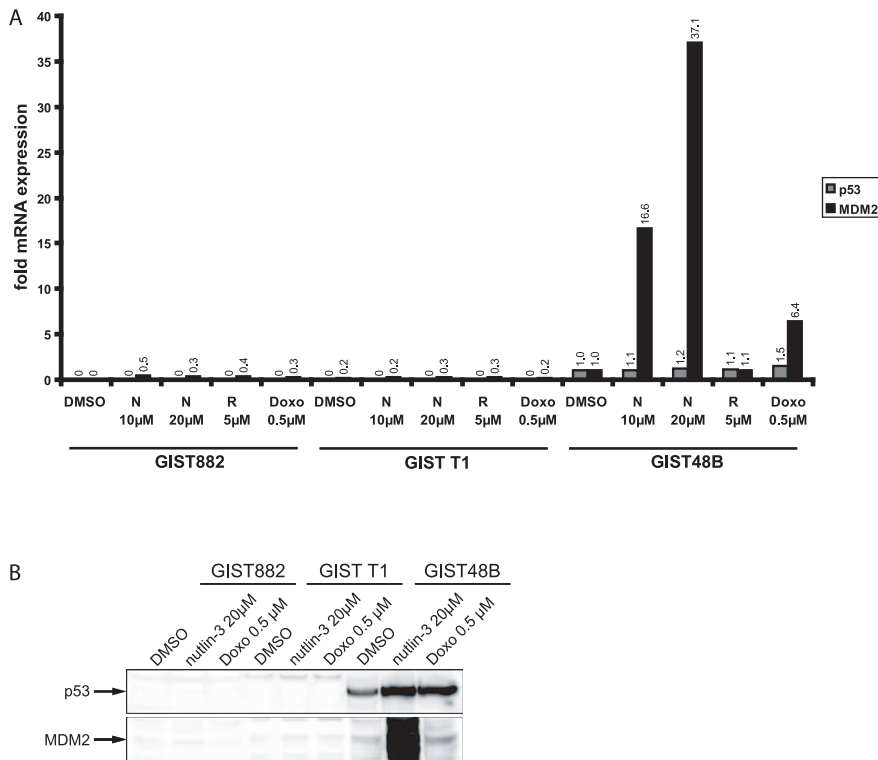 A
fold mRNA expression
40
35
30
25
20
15
10
5
0
0 0 0 0.5 0 0.3 0 0.4 0 0.3 0 0.2 0 0.2 0 0.3 0 0.3 0 0.2 1.0 1.0 1.1 16.6 1.2 37.1 1.1 1.1 1.5 6.4
p53
MDM2
DMSO N N R Doxo DMSO N N R Doxo DMSO N N R Doxo
10µM 20µM 5µM 0.5µM 10µM 20µM 5µM 0.5µM 10µM 20µM 5µM 0.5µM
GIST882 GIST T1 GIST48B
B
GIST882 GIST T1 GIST48B
DMSO nutlin-3 20µM Doxo 0.5 µM DMSO nutlin-3 20µM Doxo 0.5 µM DMSO nutlin-3 20µM Doxo 0.5 µM
p53
MDM2